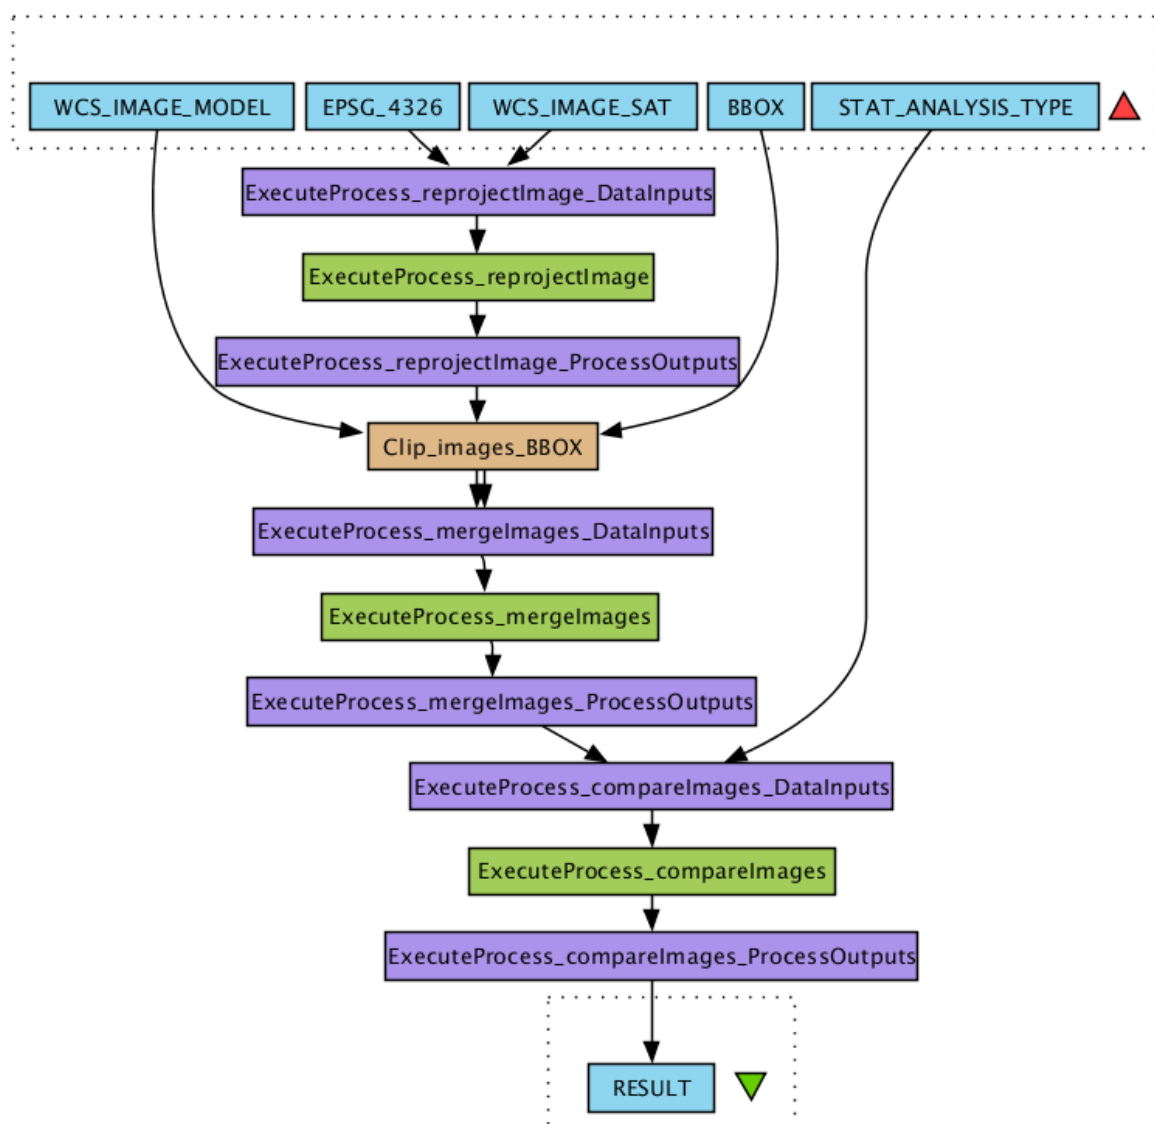 WCS_IMAGE_MODEL
EPSG_4326
WCS_IMAGE_SAT
BBOX
STAT_ANALYSIS_TYPE
ExecuteProcess_reprojectImage_DataInputs
ExecuteProcess_reprojectImage
ExecuteProcess_reprojectImage_ProcessOutputs
Clip_images_BBOX
ExecuteProcess_mergeImages_DataInputs
ExecuteProcess_mergeImages
ExecuteProcess_mergeImages_ProcessOutputs
ExecuteProcess_compareImages_DataInputs
ExecuteProcess_compareImages
ExecuteProcess_compareImages_ProcessOutputs
RESULT